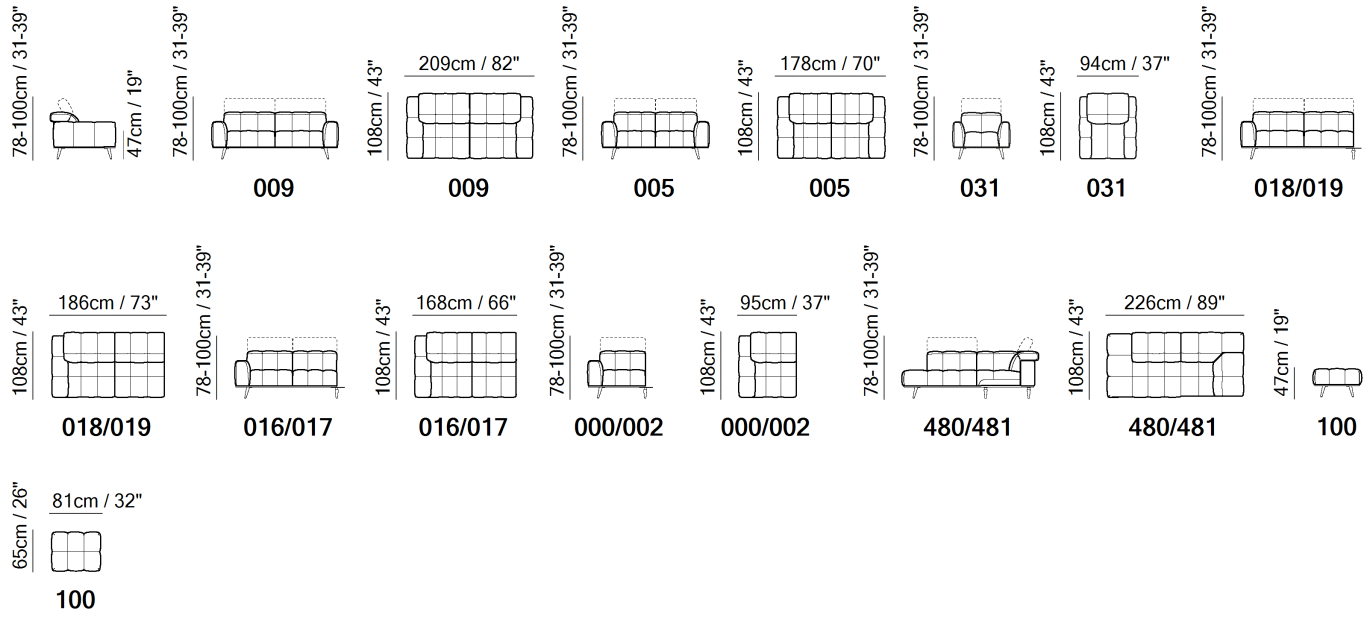 78-100cm / 31-39"
47cm / 19"
78-100cm / 31-39"
009
108cm / 43"
209cm / 82"
009
78-100cm / 31-39"
005
108cm / 43"
178cm / 70"
005
78-100cm / 31-39"
031
108cm / 43"
94cm / 37"
031
78-100cm / 31-39"
018/019
108cm / 43"
186cm / 73"
018/019
78-100cm / 31-39"
016/017
108cm / 43"
168cm / 66"
016/017
78-100cm / 31-39"
000/002
108cm / 43"
95cm / 37"
000/002
78-100cm / 31-39"
480/481
108cm / 43"
226cm / 89"
480/481
47cm / 19"
100
65cm / 26"
81cm / 32"
100